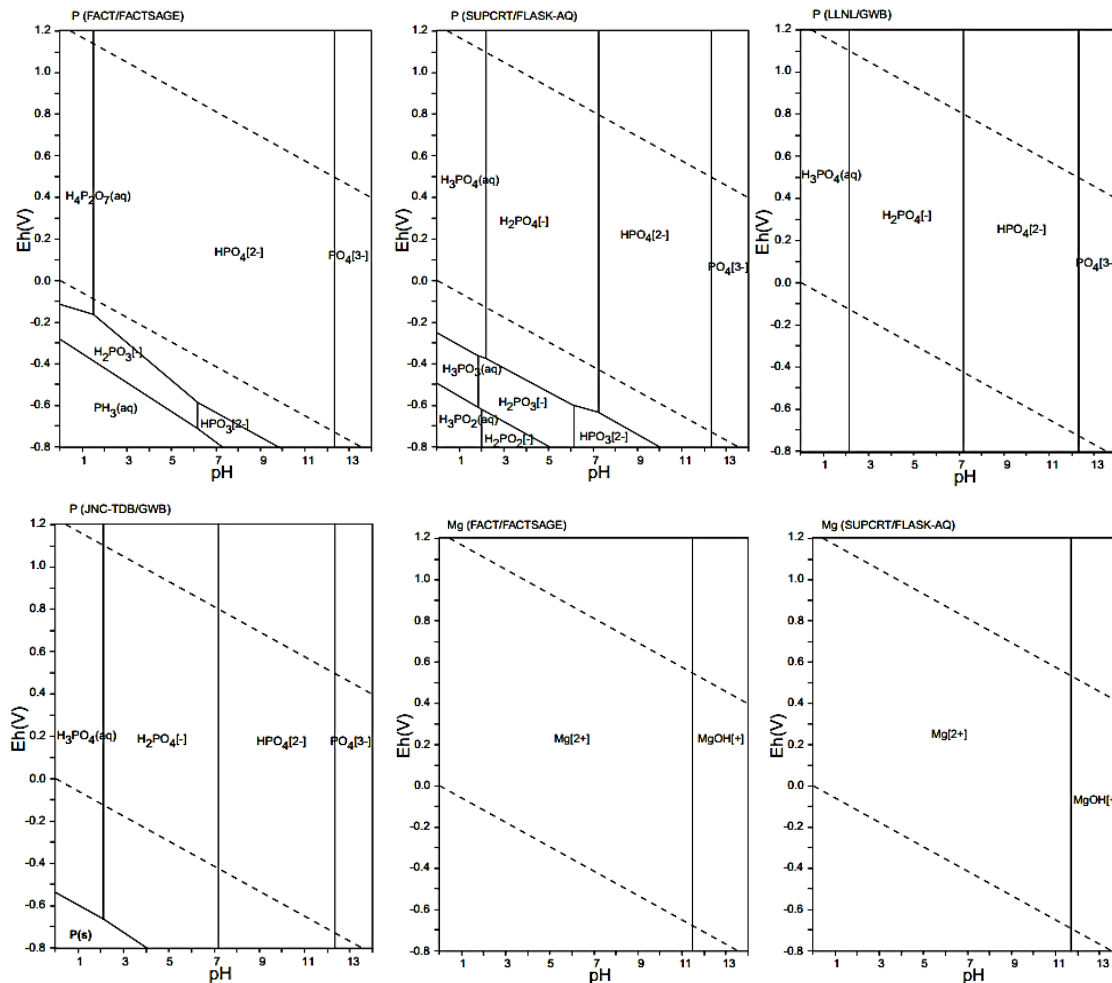 P (FACT/FACTSAGE)
1.2
1.0
0.8
0.6
0.4
0.2
0.0
-0.2
-0.4
-0.6
-0.8
Eh(V)
H₄P₂O₇(aq)
HPO₄[2-]
PO₄[3-]
H₂PO₃[-]
PH₃(aq)
HPO₃[2-]
1 3 5 7 9 11 13
pH
P (SUPCRT/FLASK-AQ)
1.2
1.0
0.8
0.6
0.4
0.2
0.0
-0.2
-0.4
-0.6
-0.8
Eh(V)
H₃PO₄(aq)
H₂PO₄[-]
HPO₄[2-]
PO₄[3-]
H₃PO₃(aq)
H₂PO₃[-]
H₃PO₂(aq)
H₂PO₂[-]
HPO₃[2-]
1 3 5 7 9 11 13
pH
P (LLNL/GWB)
1.2
1.0
0.8
0.6
0.4
0.2
0.0
-0.2
-0.4
-0.6
-0.8
Eh(V)
H₃PO₄(aq)
H₂PO₄[-]
HPO₄[2-]
PO₄[3-
1 3 5 7 9 11 13
pH
P (JNC-TDB/GWB)
1.2
1.0
0.8
0.6
0.4
0.2
0.0
-0.2
-0.4
-0.6
-0.8
Eh(V)
H₃PO₄(aq)
H₂PO₄[-]
HPO₄[2-]
PO₄[3-]
P(s)
1 3 5 7 9 11 13
pH
Mg (FACT/FACTSAGE)
1.2
1.0
0.8
0.6
0.4
0.2
0.0
-0.2
-0.4
-0.6
-0.8
Eh(V)
Mg[2+]
MgOH[+]
1 3 5 7 9 11 13
pH
Mg (SUPCRT/FLASK-AQ)
1.2
1.0
0.8
0.6
0.4
0.2
0.0
-0.2
-0.4
-0.6
-0.8
Eh(V)
Mg[2+]
MgOH[+
1 3 5 7 9 11 13
pH